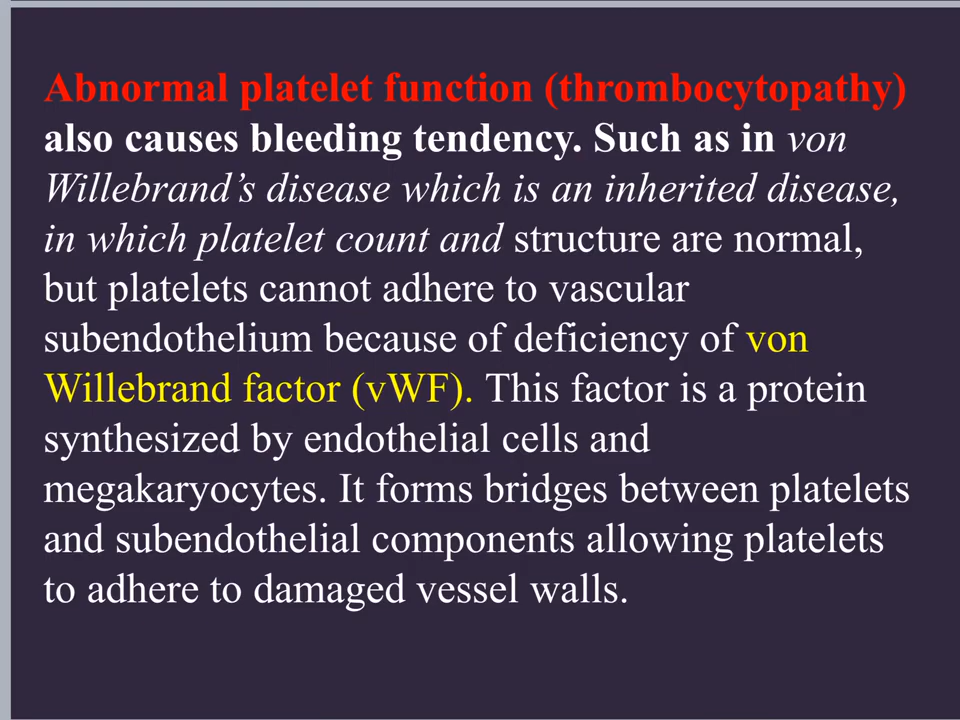 Abnormal platelet function (thrombocytopathy)
also causes bleeding tendency. Such as in von
Willebrand’s disease which is an inherited disease,
in which platelet count and structure are normal,
but platelets cannot adhere to vascular
subendothelium because of deficiency of von
Willebrand factor (vWF). This factor is a protein
synthesized by endothelial cells and
megakaryocytes. It forms bridges between platelets
and subendothelial components allowing platelets
to adhere to damaged vessel walls.